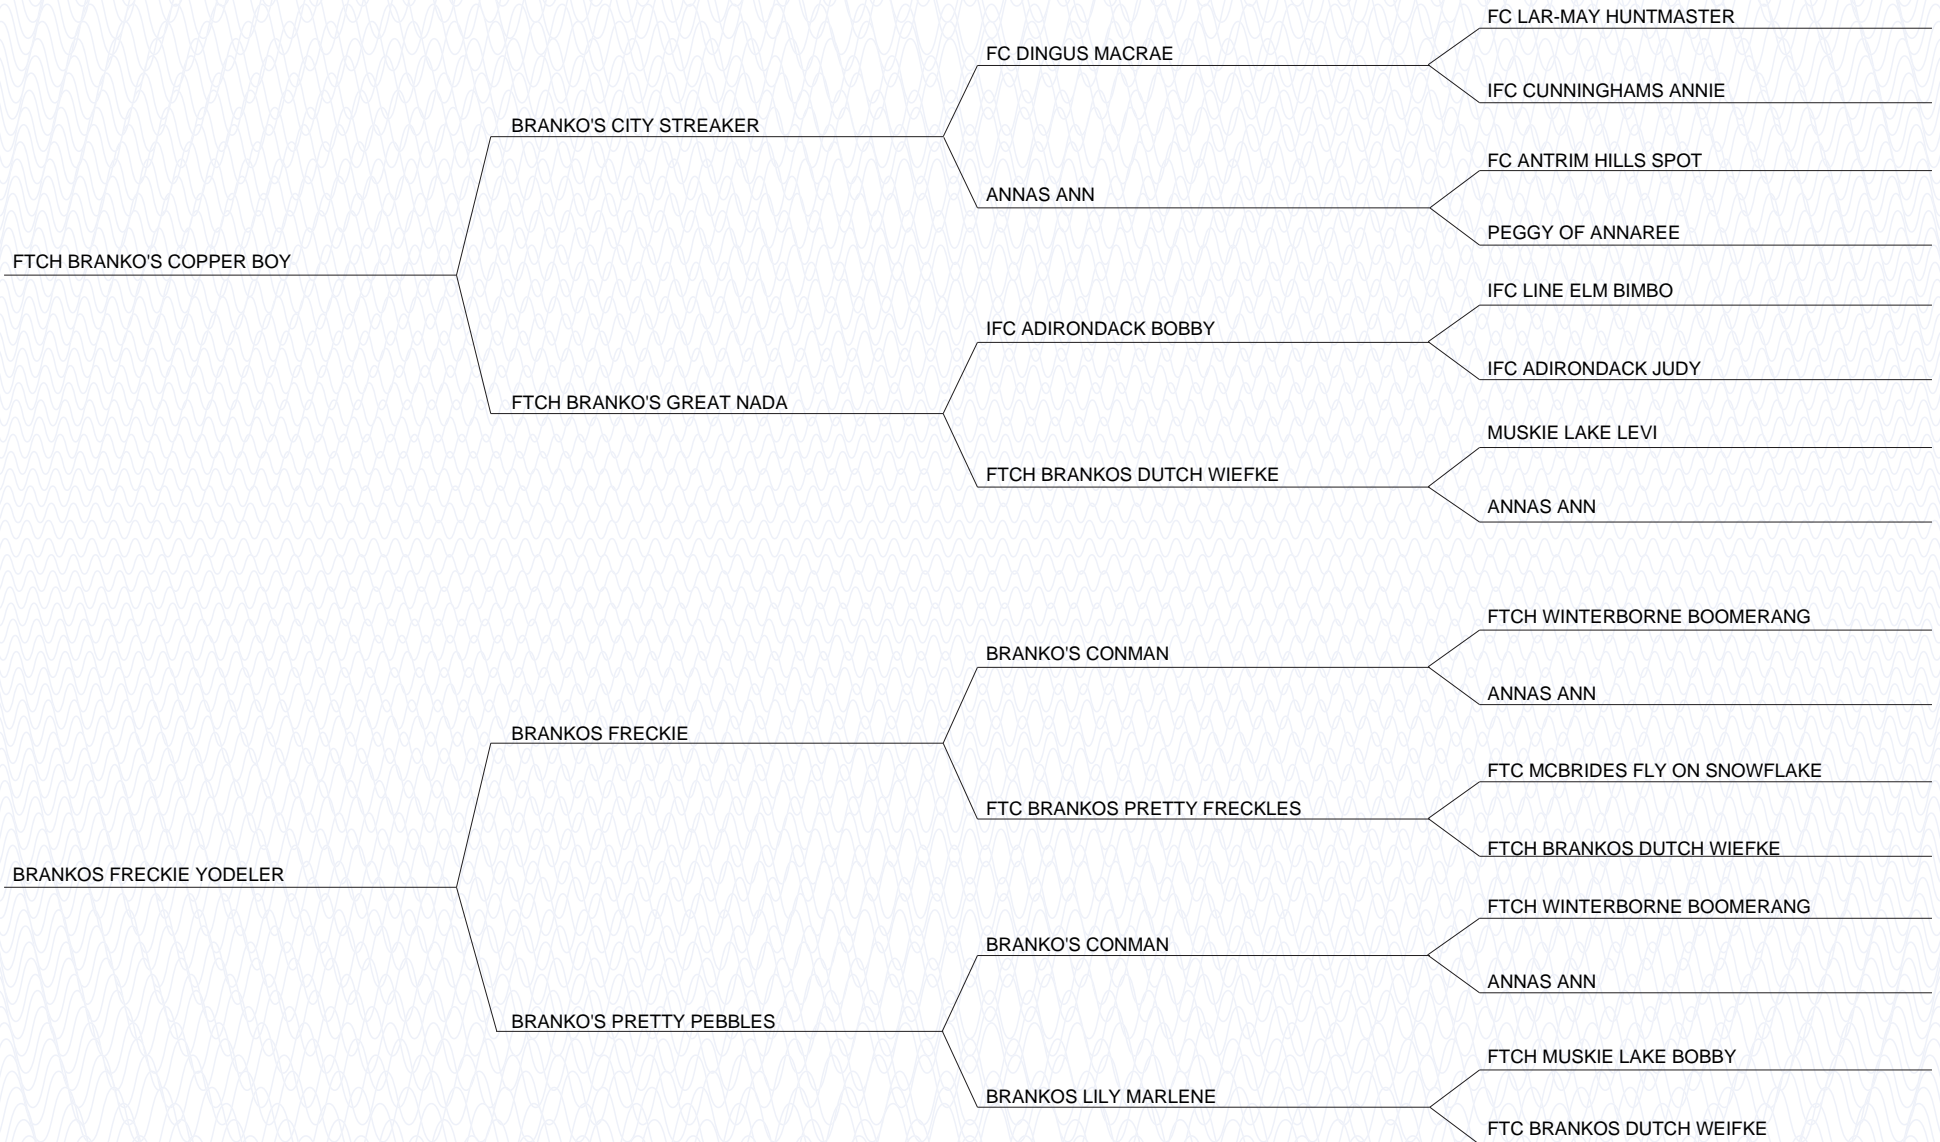 FC LAR-MAY HUNTMASTER
FC DINGUS MACRAE
IFC CUNNINGHAMS ANNIE
BRANKO'S CITY STREAKER
FC ANTRIM HILLS SPOT
ANNAS ANN
PEGGY OF ANNAREE
FTCH BRANKO'S COPPER BOY
IFC LINE ELM BIMBO
IFC ADIRONDACK BOBBY
IFC ADIRONDACK JUDY
FTCH BRANKO'S GREAT NADA
MUSKIE LAKE LEVI
FTCH BRANKOS DUTCH WIEFKE
ANNAS ANN
FTCH WINTERBORNE BOOMERANG
BRANKO'S CONMAN
ANNAS ANN
BRANKOS FRECKIE
FTC MCBRIDES FLY ON SNOWFLAKE
FTC BRANKOS PRETTY FRECKLES
FTCH BRANKOS DUTCH WIEFKE
BRANKOS FRECKIE YODELER
FTCH WINTERBORNE BOOMERANG
BRANKO'S CONMAN
ANNAS ANN
BRANKO'S PRETTY PEBBLES
FTCH MUSKIE LAKE BOBBY
BRANKOS LILY MARLENE
FTC BRANKOS DUTCH WEIFKE